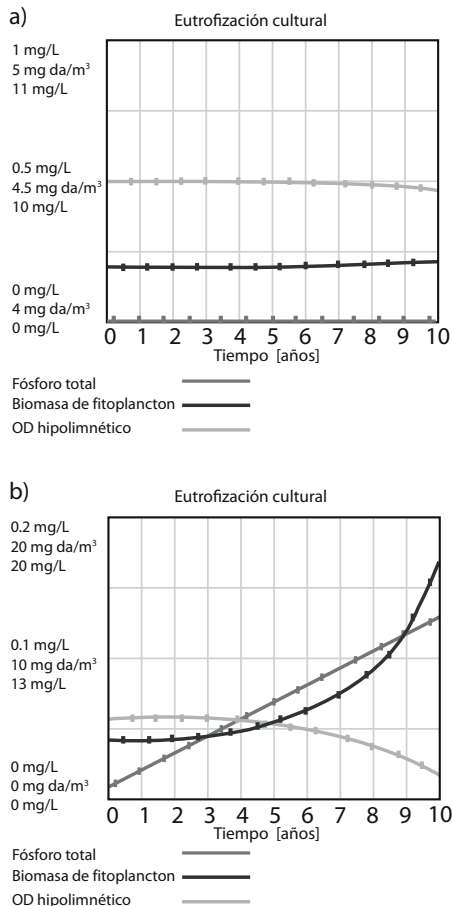 a)
Eutrofización cultural
1 mg/L
5 mg da/m³
11 mg/L
0.5 mg/L
4.5 mg da/m³
10 mg/L
0 mg/L
4 mg da/m³
0 mg/L
0 1 2 3 4 5 6 7 8 9 10
Tiempo [años]
Fósforo total
Biomasa de fitoplancton
OD hipolimnético
b)
Eutrofización cultural
0.2 mg/L
20 mg da/m³
20 mg/L
0.1 mg/L
10 mg da/m³
13 mg/L
0 mg/L
0 mg da/m³
0 mg/L
0 1 2 3 4 5 6 7 8 9 10
Tiempo [años]
Fósforo total
Biomasa de fitoplancton
OD hipolimnético